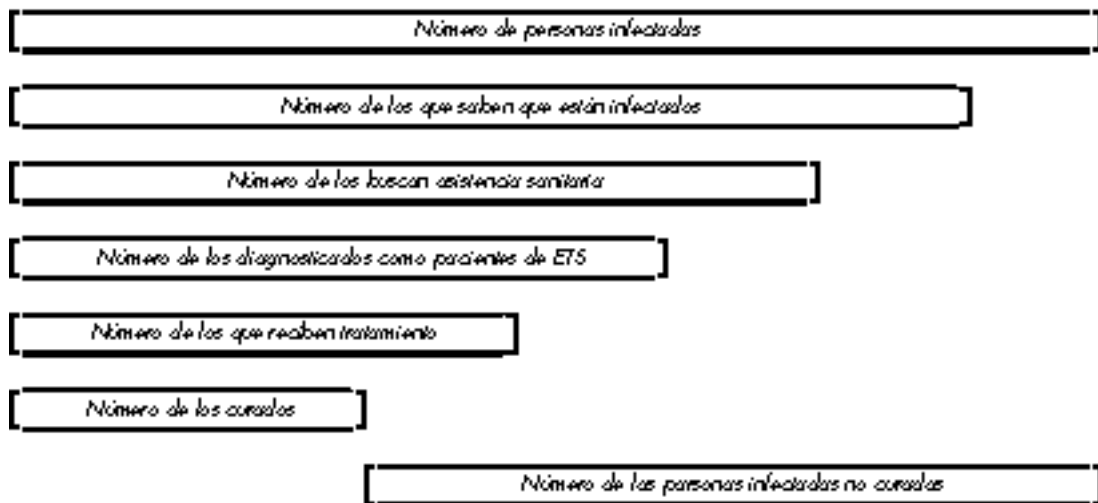 Número de personas infectadas
Número de los que saben que están infectados
Número de los buscan asistencia sanitaria
Número de los diagnosticados como pacientes de ETS
Número de los que reciben tratamiento
Número de los curados
Número de las personas infectadas no curadas